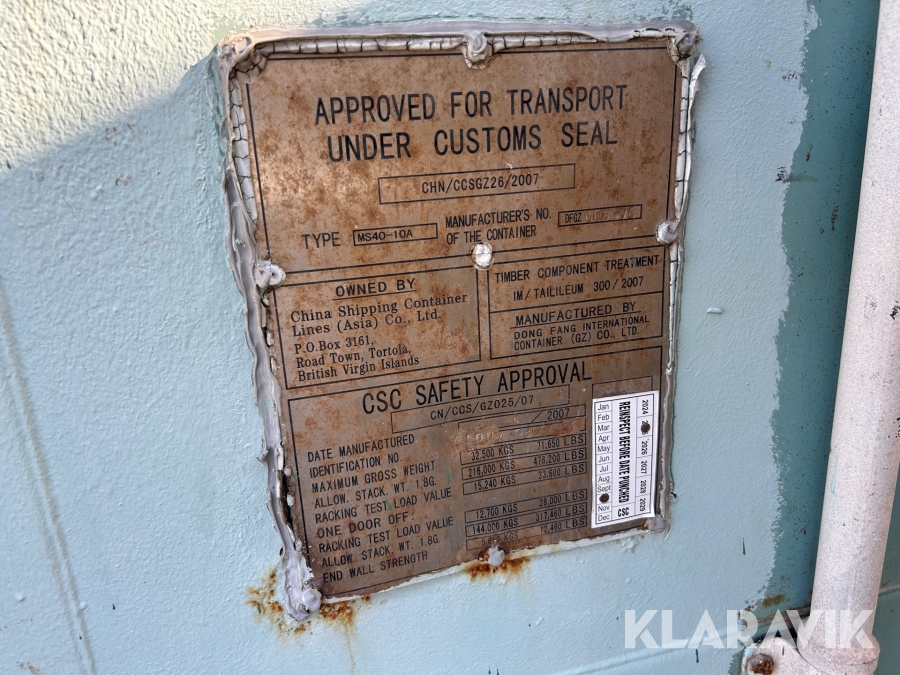 APPROVED FOR TRANSPORT
UNDER CUSTOMS SEAL
CHN/CCSGZ26/2007
TYPE MS40-10A MANUFACTURER'S NO. OF THE CONTAINER DFGZ
OWNED BY
China Shipping Container
Lines (Asia) Co., Ltd.
P.O.Box 3161,
Road Town, Tortola,
British Virgin Islands
TIMBER COMPONENT TREATMENT
IM/TAILILEUM 300/2007
MANUFACTURED BY
DONG FANG INTERNATIONAL
CONTAINER (GZ) CO., LTD.
CSC SAFETY APPROVAL
CN/CCS/GZ025/07
DATE MANUFACTURED /2007
IDENTIFICATION NO.
MAXIMUM GROSS WEIGHT 32,500 KGS 71,650 LBS
ALLOW. STACK. WT. 1.8G. 216,000 KGS 476,200 LBS
RACKING TEST LOAD VALUE 15,240 KGS 33,600 LBS
ONE DOOR OFF:
RACKING TEST LOAD VALUE 12,700 KGS 28,000 LBS
ALLOW. STACK. WT. 1.8G. 144,000 KGS 317,460 LBS
END WALL STRENGTH LBS
Jan
Feb
Mar
Apr
May
Jun
Jul
Aug
Sept
Nov
Dec
REINSPECT BEFORE DATE PUNCHED
CSC
2024 2026 2027 2028 2029
KLARAVIK